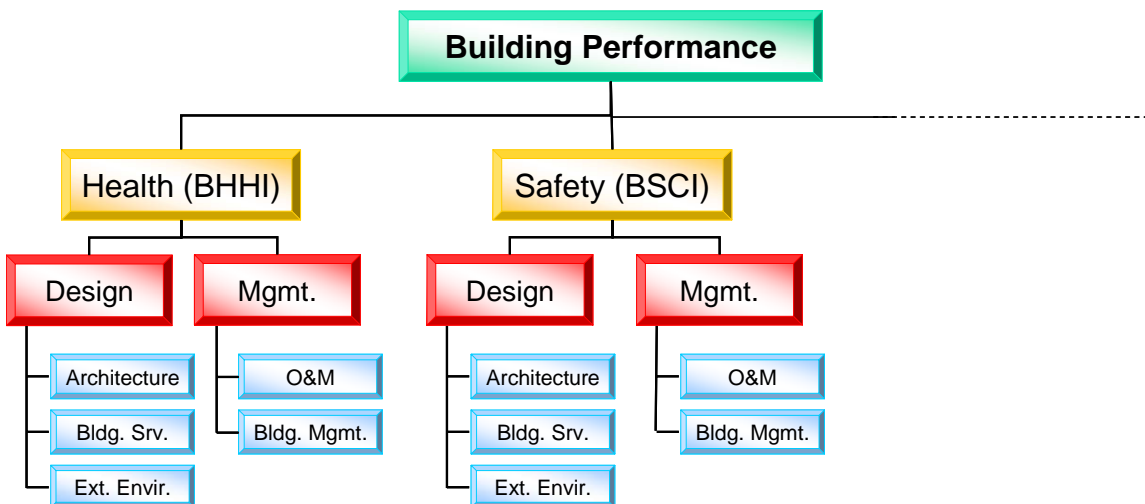 Building Performance
Health (BHHI)
Safety (BSCI)
Design
Mgmt.
Design
Mgmt.
Architecture
O&M
Architecture
O&M
Bldg. Srv.
Bldg. Mgmt.
Bldg. Srv.
Bldg. Mgmt.
Ext. Envir.
Ext. Envir.